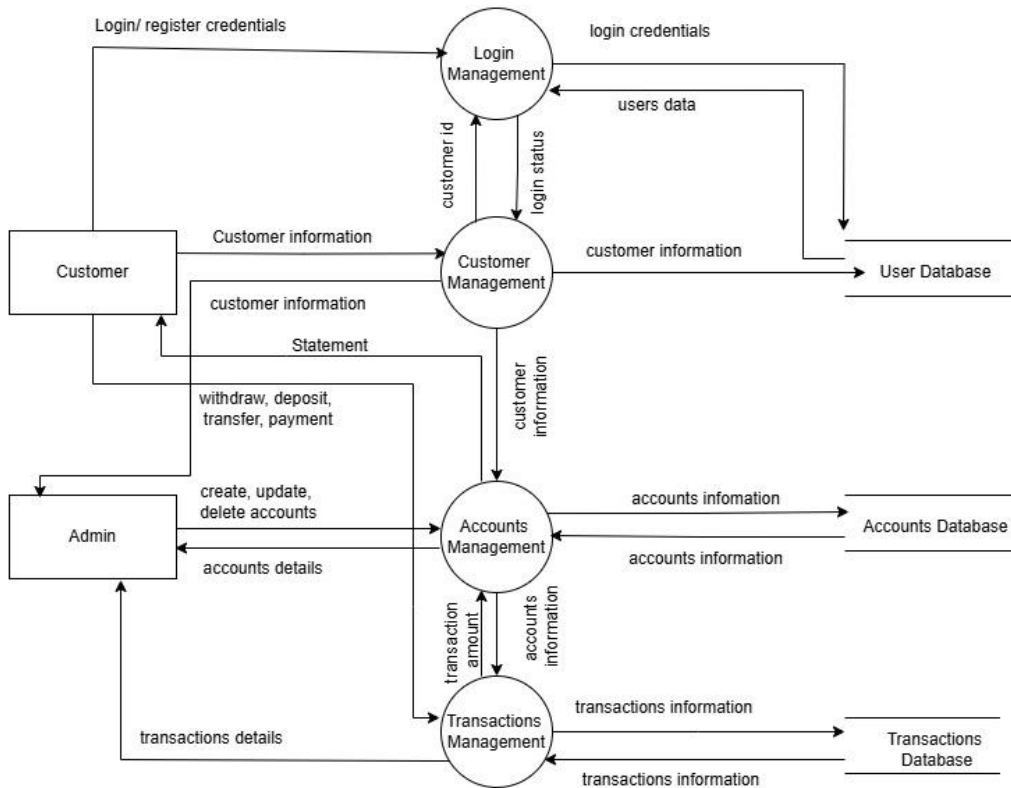 Login/ register credentials
Login
Management
login credentials
users data
customer id
login status
Customer
Customer information
Customer
Management
customer information
User Database
customer information
Statement
customer
information
withdraw, deposit,
transfer, payment
Admin
create, update,
delete accounts
Accounts
Management
accounts infomation
Accounts Database
accounts information
accounts details
transaction
amount
accounts
information
Transactions
Management
transactions information
Transactions
Database
transactions details
transactions information